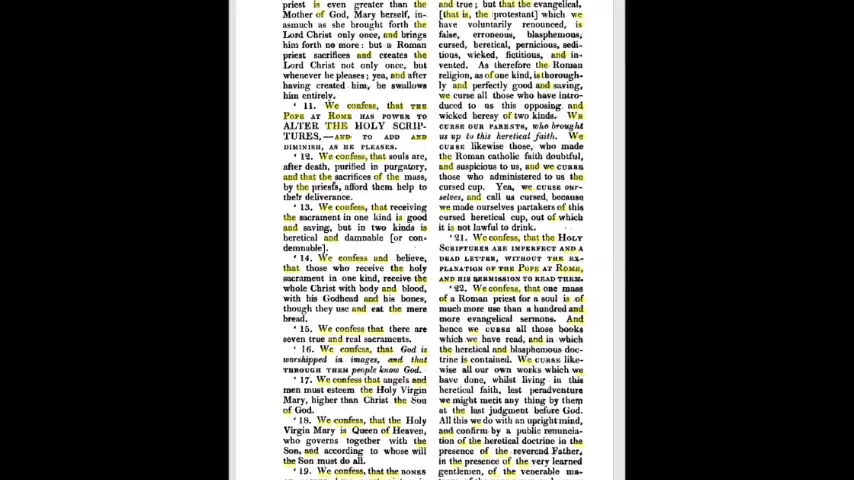 priest is even greater than the
Mother of God, Mary herself, in-
asmuch as she brought forth the
Lord Christ only once, and brings
him forth no more: but a Roman
priest sacrifices and creates the
Lord Christ not only once, but
whenever he pleases; yea, and after
having created him, he swallows
him entirely.
' 11. We confess, that THE
POPE AT ROME HAS POWER TO
ALTER THE HOLY SCRIP-
TURES,—AND TO ADD AND
DIMINISH, AS HE PLEASES.
' 12. We confess, that souls are,
after death, purified in purgatory,
and that the sacrifices of the mass,
by the priests, afford them help to
their deliverance.
' 13. We confess, that receiving
the sacrament in one kind is good
and saving, but in two kinds is
heretical and damnable [or con-
demnable].
' 14. We confess and believe,
that those who receive the holy
sacrament in one kind, receive the
whole Christ with body and blood,
with his Godhead and his bones,
though they use and eat the mere
bread.
' 15. We confess that there are
seven true and real sacraments.
' 16. We confess, that God is
worshipped in images, and that
THROUGH THEM people know God.
' 17. We confess that angels and
men must esteem the Holy Virgin
Mary, higher than Christ the Son
of God.
' 18. We confess, that the Holy
Virgin Mary is Queen of Heaven,
who governs together with the
Son, and according to whose will
the Son must do all.
' 19. We confess, that the BONES
and true; but that the evangelical,
[that is, the protestant] which we
have voluntarily renounced, is
false, erroneous, blasphemous,
cursed, heretical, pernicious, sedi-
tious, wicked, fictitious, and in-
vented. As therefore the Roman
religion, as of one kind, is thorough-
ly and perfectly good and saving,
we curse all those who have intro-
duced to us this opposing and
wicked heresy of two kinds. WE
CURSE OUR PARENTS, who brought
us up to this heretical faith. WE
CURSE likewise those, who made
the Roman catholic faith doubtful,
and suspicious to us, and WE CURSE
those who administered to us the
cursed cup. Yea, WE CURSE our-
selves, and call us cursed, because
we made ourselves partakers of this
cursed heretical cup, out of which
it is not lawful to drink.
' 21. We confess, that the HOLY
SCRIPTURES ARE IMPERFECT AND A
DEAD LETTER, WITHOUT THE EX-
PLANATION OF THE POPE AT ROME,
AND HIS PERMISSION TO READ THEM.
' 22. We confess, that one mass
of a Roman priest for a soul is of
much more use than a hundred and
more evangelical sermons. And
hence we CURSE all those books
which we have read, and in which
the heretical and blasphemous doc-
trine is contained. WE CURSE like-
wise all our own works which we
have done, whilst living in this
heretical faith, lest peradventure
we might merit any thing by them
at the last judgment before God.
All this we do with an upright mind,
and confirm by a public renuncia-
tion of the heretical doctrine in the
presence of the reverend Father,
in the presence of the very learned
gentlemen, of the venerable ma-